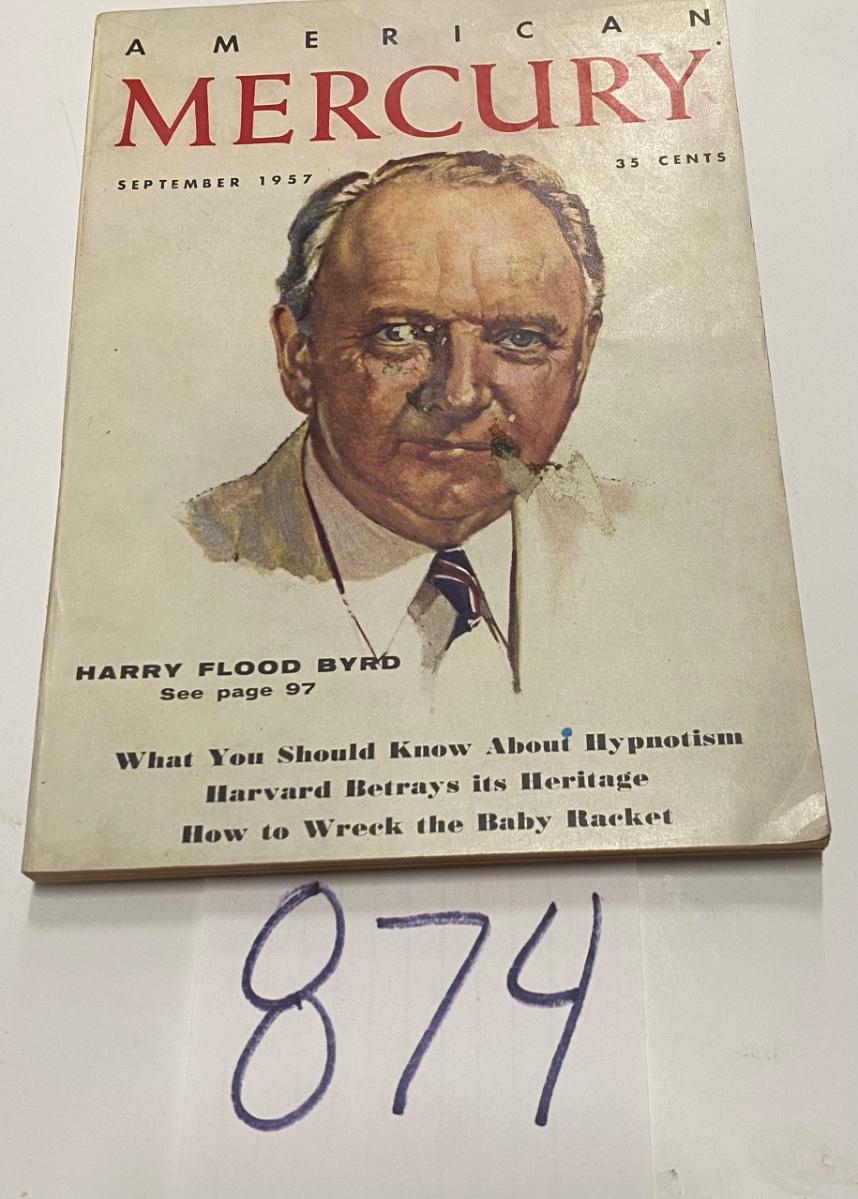 AMERICAN
MERCURY
SEPTEMBER 1957
35 CENTS
HARRY FLOOD BYRD
See page 97
What You Should Know About Hypnotism
Harvard Betrays its Heritage
How to Wreck the Baby Racket
874